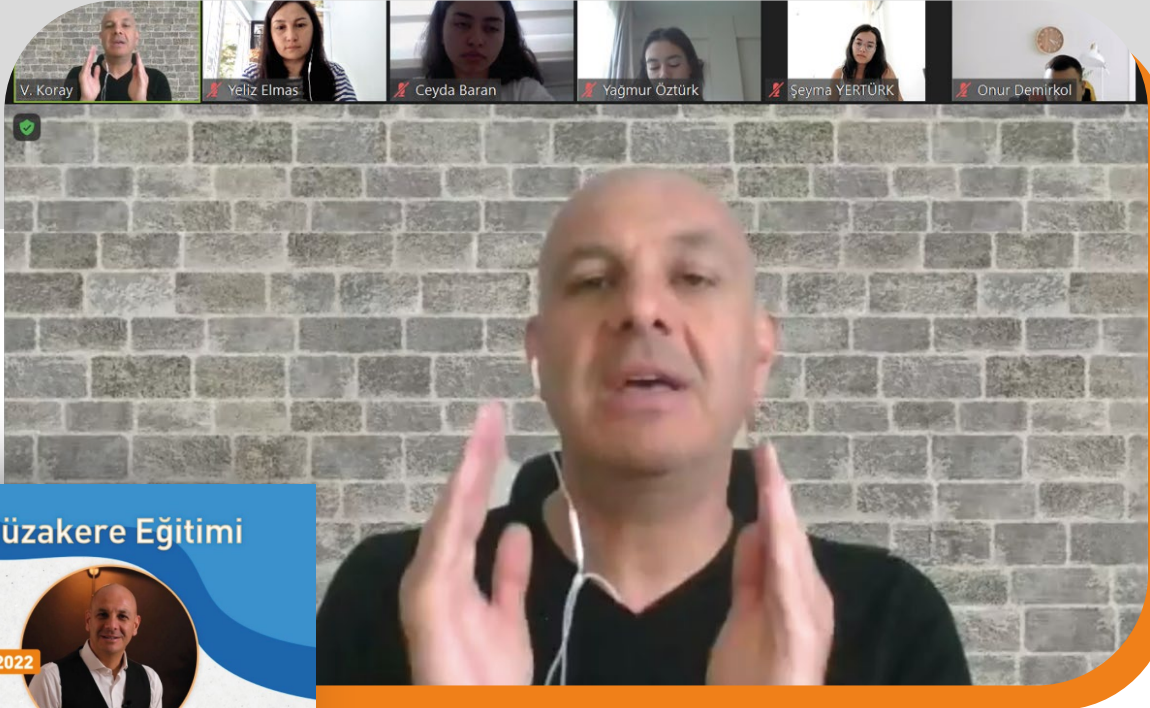 V. Koray
Yeliz Elmas
Ceyda Baran
Yağmur Öztürk
Şeyma YERTÜRK
Onur Demirkol
üzakere Eğitimi
2022